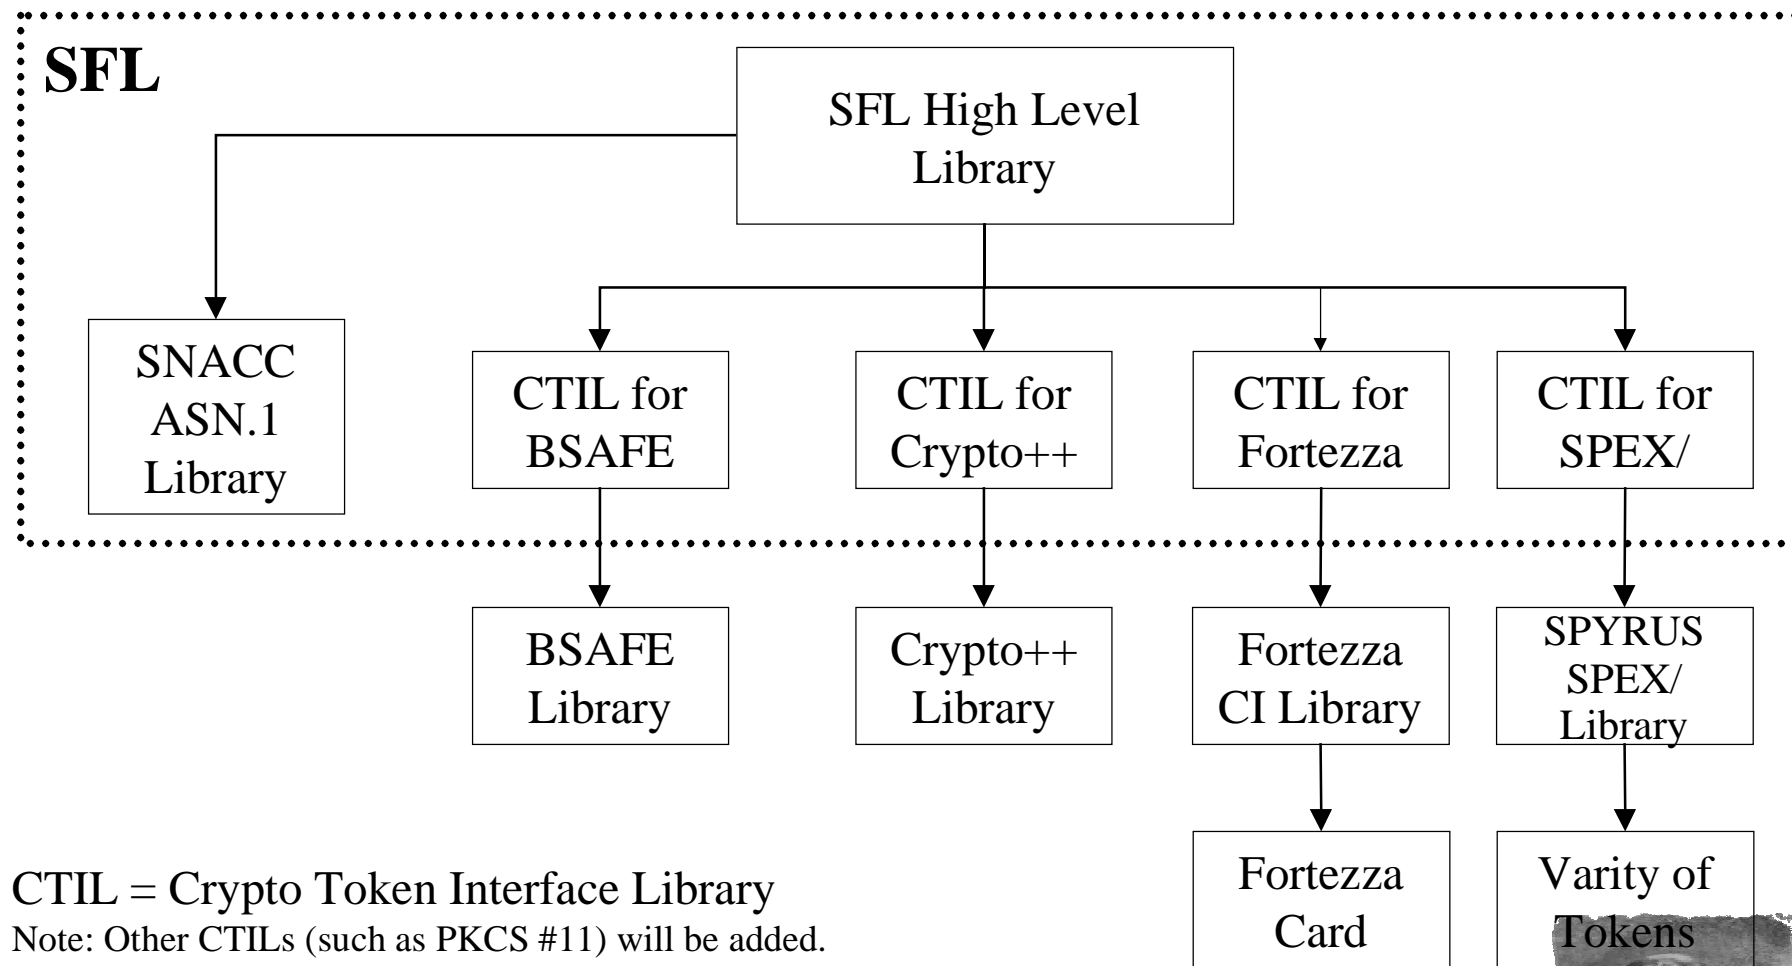 SFL
SFL High Level
Library
SNACC
ASN.1
Library
CTIL for
BSAFE
CTIL for
Crypto++
CTIL for
Fortezza
CTIL for
SPEX/
BSAFE
Library
Crypto++
Library
Fortezza
CI Library
SPYRUS
SPEX/
Library
Fortezza
Card
Varity of
Tokens
CTIL = Crypto Token Interface Library
Note: Other CTILs (such as PKCS #11) will be added.